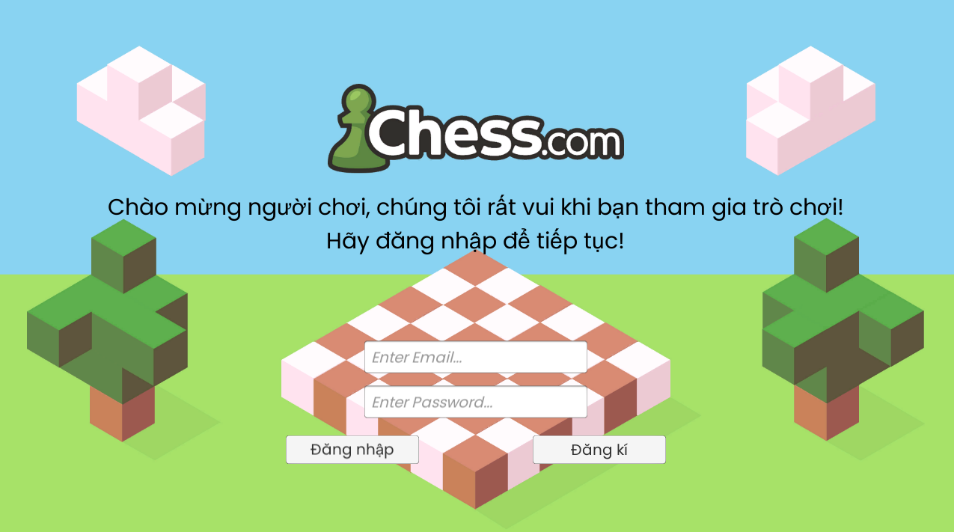 Chess.com
Chào mừng người chơi, chúng tôi rất vui khi bạn tham gia trò chơi!
Hãy đăng nhập để tiếp tục!
Enter Email...
Enter Password...
Đăng nhập
Đăng kí